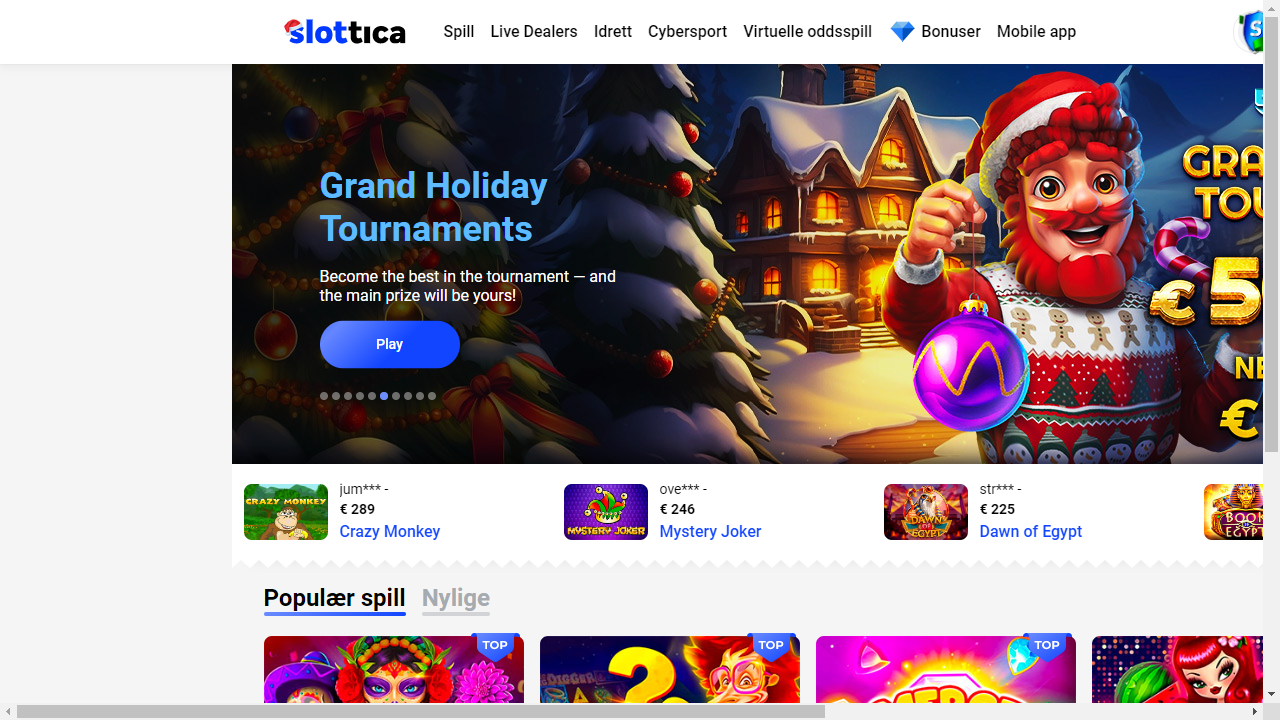 slottica
Spill Live Dealers Idrett Cybersport Virtuelle oddsspill Bonuser Mobile app
Grand Holiday
Tournaments
Become the best in the tournament — and
the main prize will be yours!
Play
GRA
TOU
€5
NE
€
jum*** -
€ 289
Crazy Monkey
ove*** -
€ 246
Mystery Joker
str*** -
€ 225
Dawn of Egypt
CRAZY MONKEY
MYSTERY JOKER
DAWN
OF
EGYPT
BOOK
EGYPT
Populær spill Nylige
TOP
TOP
TOP
DIGGER
2